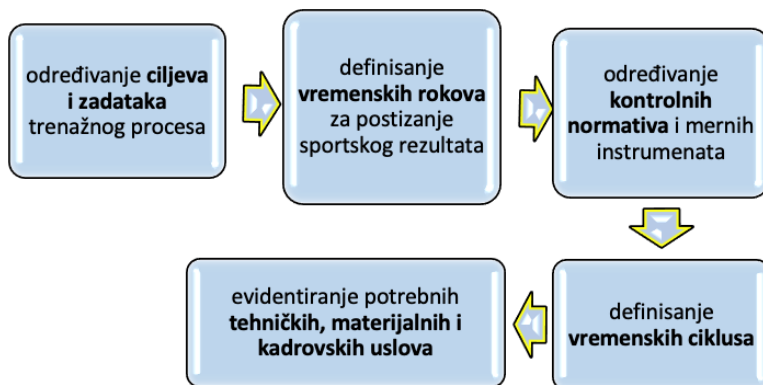 određivanje ciljeva
i zadataka
trenažnog procesa
definisanje
vremenskih rokova
za postizanje
sportskog rezultata
određivanje
kontrolnih
normativa i mernih
instrumenata
definisanje
vremenskih ciklusa
evidentiranje potrebnih
tehničkih, materijalnih i
kadrovskih uslova